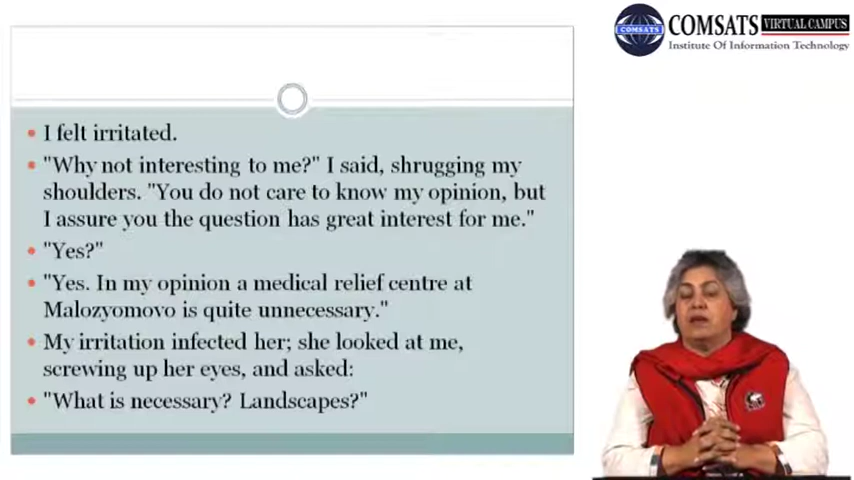 COMSATS VIRTUAL CAMPUS
COMSATS
Institute Of Information Technology
I felt irritated.
"Why not interesting to me?" I said, shrugging my
shoulders. "You do not care to know my opinion, but
I assure you the question has great interest for me."
"Yes?"
"Yes. In my opinion a medical relief centre at
Malozyomovo is quite unnecessary."
My irritation infected her; she looked at me,
screwing up her eyes, and asked:
"What is necessary? Landscapes?"